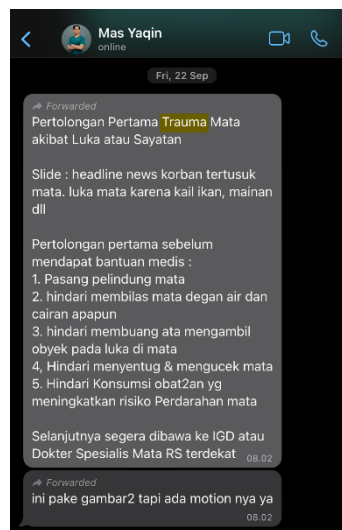 Mas Yaqin
online
Fri, 22 Sep
Forwarded
Pertolongan Pertama Trauma Mata
akibat Luka atau Sayatan
Slide : headline news korban tertusuk
mata. luka mata karena kail ikan, mainan
dll
Pertolongan pertama sebelum
mendapat bantuan medis :
1. Pasang pelindung mata
2. hindari membilas mata degan air dan
cairan apapun
3. hindari membuang ata mengambil
obyek pada luka di mata
4, Hindari menyentug & mengucek mata
5. Hindari Konsumsi obat2an yg
meningkatkan risiko Perdarahan mata
Selanjutnya segera dibawa ke IGD atau
Dokter Spesialis Mata RS terdekat 08.02
Forwarded
ini pake gambar2 tapi ada motion nya ya
08.02